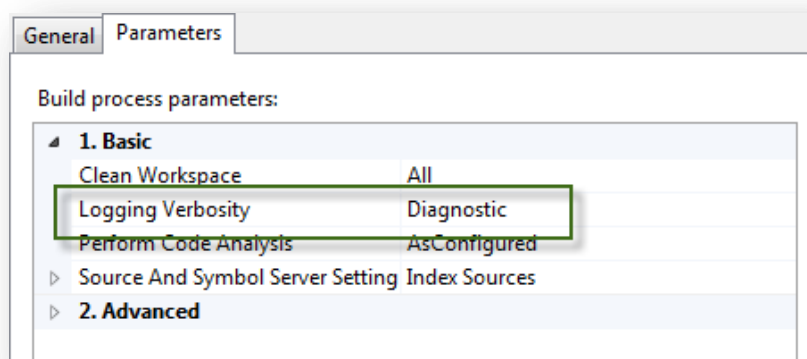 General Parameters
Build process parameters:
1. Basic
Clean Workspace All
Logging Verbosity Diagnostic
Perform Code Analysis AsConfigured
Source And Symbol Server Setting Index Sources
2. Advanced